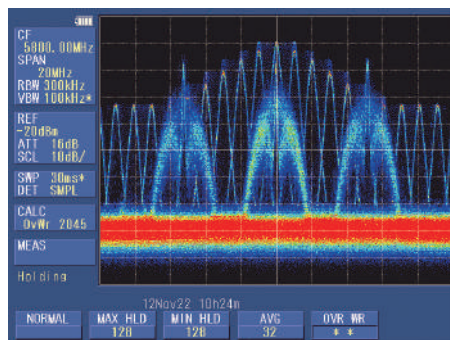 CF
5800.00MHz
SPAN
20MHz
RBW 300kHz
VBW 100kHz*
REF
-20dBm
ATT 16dB
SCL 10dB/
SWP 30ms*
DET SMPL
CALC
OvWr 2845
MEAS
Holding
12Nov22 10h24m
NORMAL
MAX HLD
128
MIN HLD
128
AVG
32
OVR WR
* *